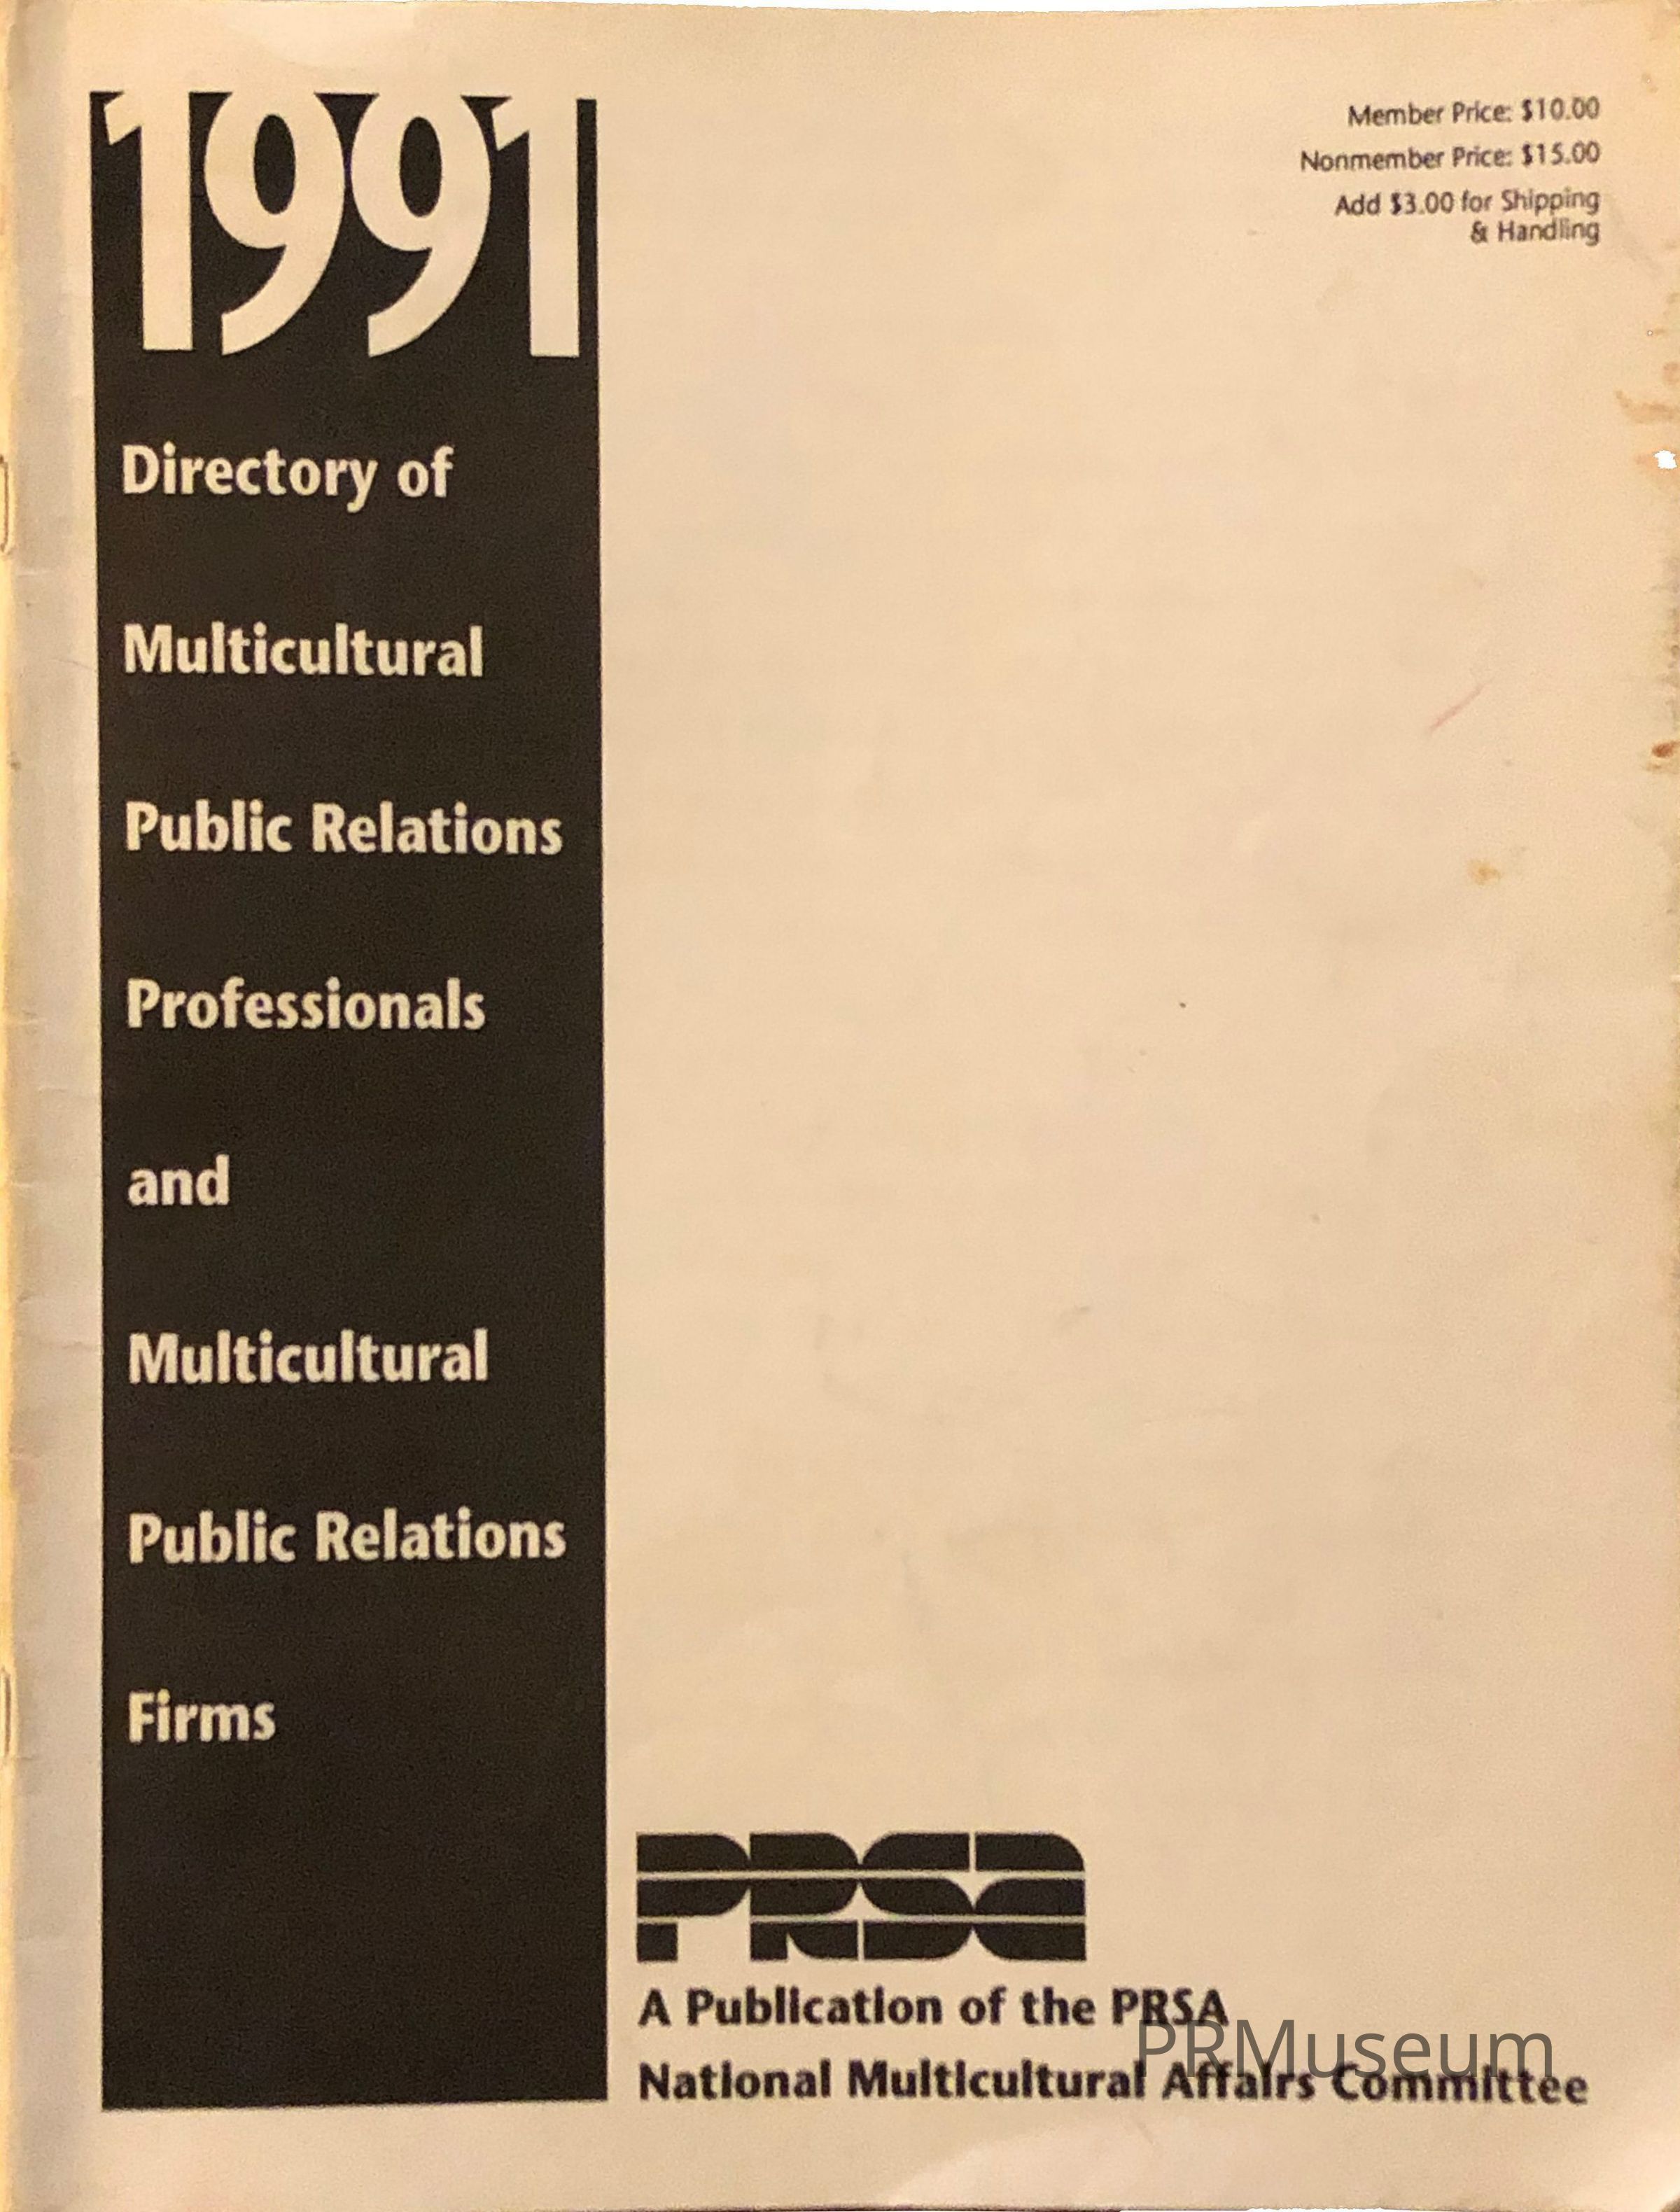 1991
Member Price: $10.00
Nonmember Price: $15.00
Add $3.00 for Shipping
& Handling
Directory of
Multicultural
Public Relations
Professionals
and
Multicultural
Public Relations
Firms
PRSA
A Publication of the PRSA
PRMuseum
National Multicultural Affairs Committee